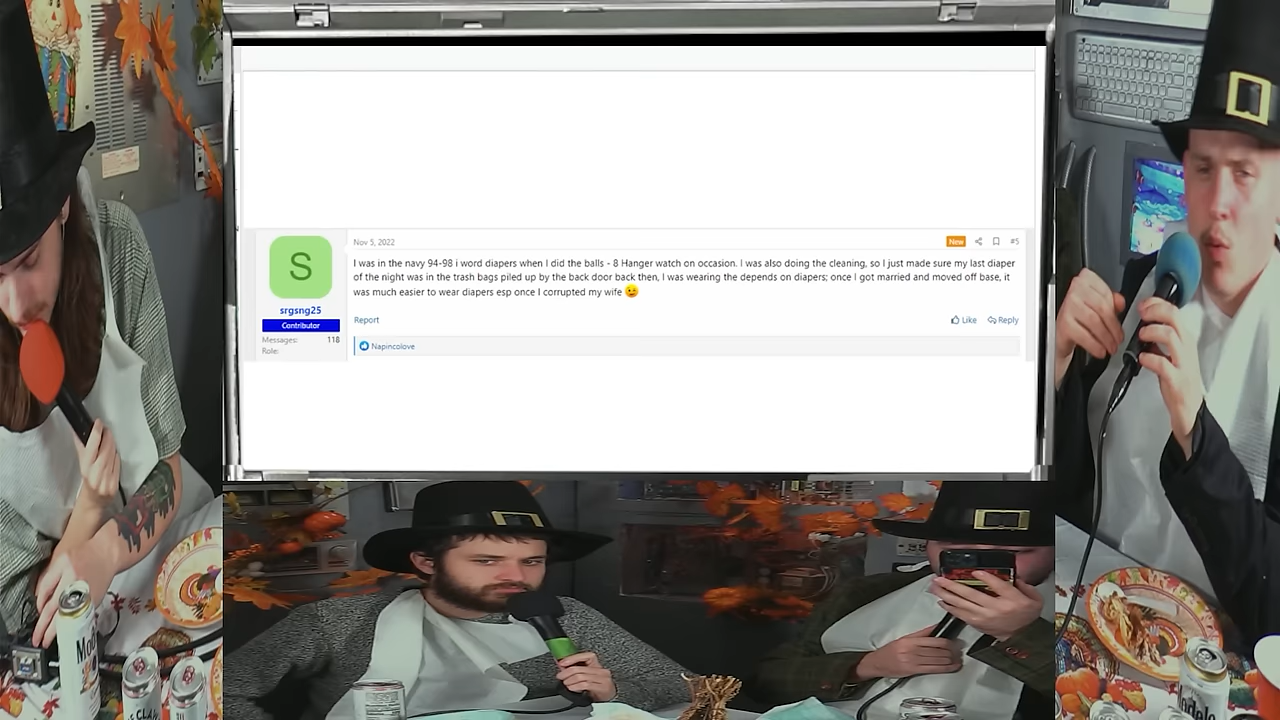 S
srgsng25
Contributor
Messages: 118
Role:
Nov 5, 2022
New
#5
I was in the navy 94-98 i word diapers when I did the balls - 8 Hanger watch on occasion. I was also doing the cleaning, so I just made sure my last diaper
of the night was in the trash bags piled up by the back door back then, I was wearing the depends on diapers; once I got married and moved off base, it
was much easier to wear diapers esp once I corrupted my wife
Report
Like
Reply
Napincolove